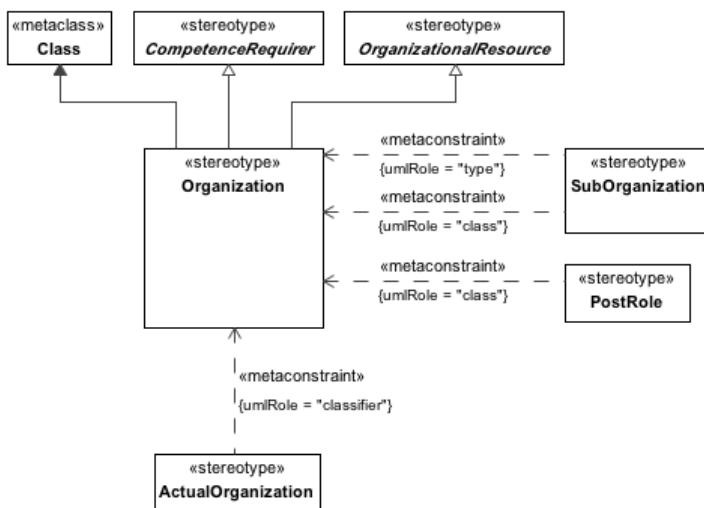 «metaclass»
Class
«stereotype»
CompetenceRequirer
«stereotype»
OrganizationalResource
«stereotype»
Organization
«metaconstraint»
{umlRole = "type"}
«metaconstraint»
{umlRole = "class"}
«stereotype»
SubOrganization
«metaconstraint»
{umlRole = "class"}
«stereotype»
PostRole
«metaconstraint»
{umlRole = "classifier"}
«stereotype»
ActualOrganization